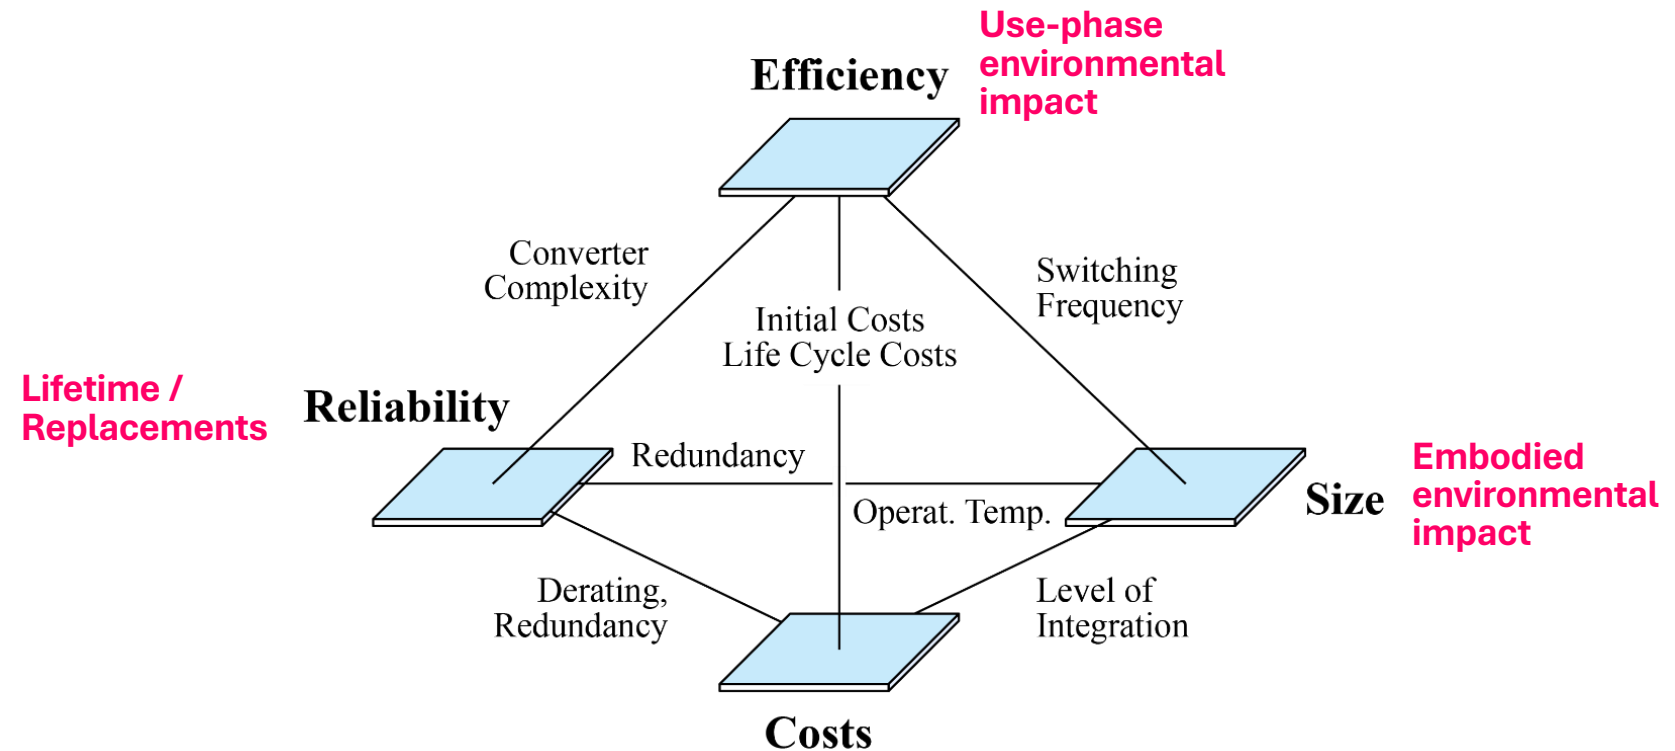 Use-phase
environmental
impact
Efficiency
Converter
Complexity
Switching
Frequency
Initial Costs
Life Cycle Costs
Lifetime /
Replacements
Reliability
Redundancy
Operat. Temp.
Size
Embodied
environmental
impact
Derating,
Redundancy
Level of
Integration
Costs